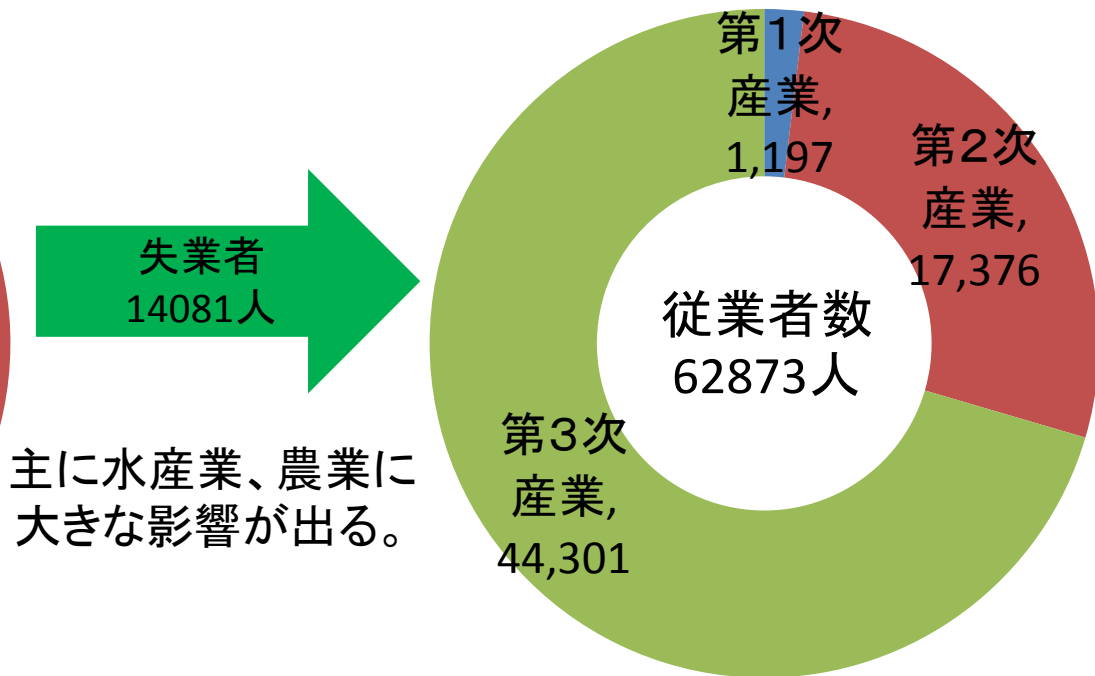 失業者
14081人
主に水産業、農業に
大きな影響が出る。
第１次
産業,
1,197
第２次
産業,
17,376
従業者数
62873人
第３次
産業,
44,301